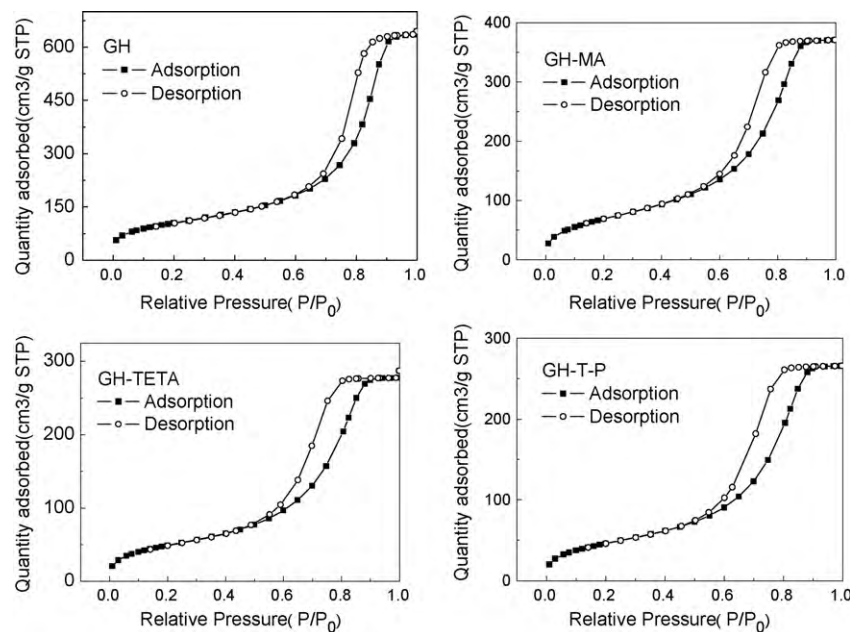 Quantity adsorbed(cm3/g STP)
600
450
300
150
0
GH
Adsorption
Desorption
0.0 0.2 0.4 0.6 0.8 1.0
Relative Pressure( P/P0)
Quantity adsorbed(cm3/g STP)
400
300
200
100
0
GH-MA
Adsorption
Desorption
0.0 0.2 0.4 0.6 0.8 1.0
Relative Pressure( P/P0)
Quantity adsorbed(cm3/g STP)
300
200
100
0
GH-TETA
Adsorption
Desorption
0.0 0.2 0.4 0.6 0.8 1.0
Relative Pressure( P/P0)
Quantity adsorbed(cm3/g STP)
300
200
100
0
GH-T-P
Adsorption
Desorption
0.0 0.2 0.4 0.6 0.8 1.0
Relative Pressure( P/P0)